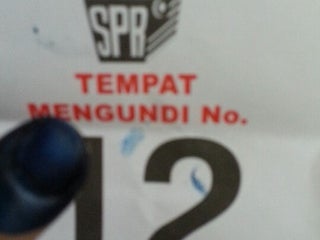 SPR
TEMPAT
MENGUNDI No.
12